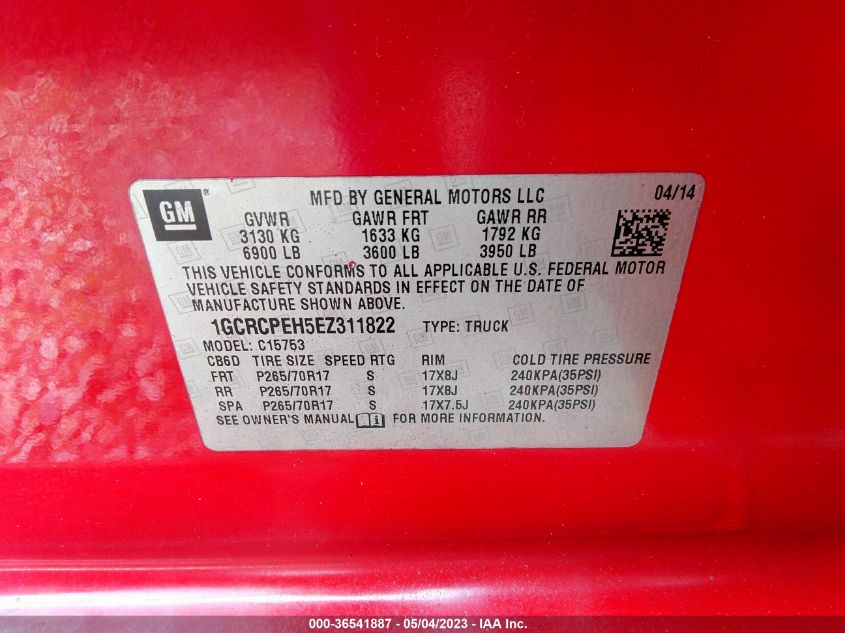 GM®
MFD BY GENERAL MOTORS LLC 04/14
GVWR GAWR FRT GAWR RR
3130 KG 1633 KG 1792 KG
6900 LB 3600 LB 3950 LB
THIS VEHICLE CONFORMS TO ALL APPLICABLE U.S. FEDERAL MOTOR
VEHICLE SAFETY STANDARDS IN EFFECT ON THE DATE OF
MANUFACTURE SHOWN ABOVE.
1GCRCPEH5EZ311822 TYPE: TRUCK
MODEL: C15753
CB6D TIRE SIZE SPEED RTG RIM COLD TIRE PRESSURE
FRT P265/70R17 S 17X8J 240KPA(35PSI)
RR P265/70R17 S 17X8J 240KPA(35PSI)
SPA P265/70R17 S 17X7.5J 240KPA(35PSI)
SEE OWNER'S MANUAL FOR MORE INFORMATION.
000-36541887 - 05/04/2023 - IAA Inc.